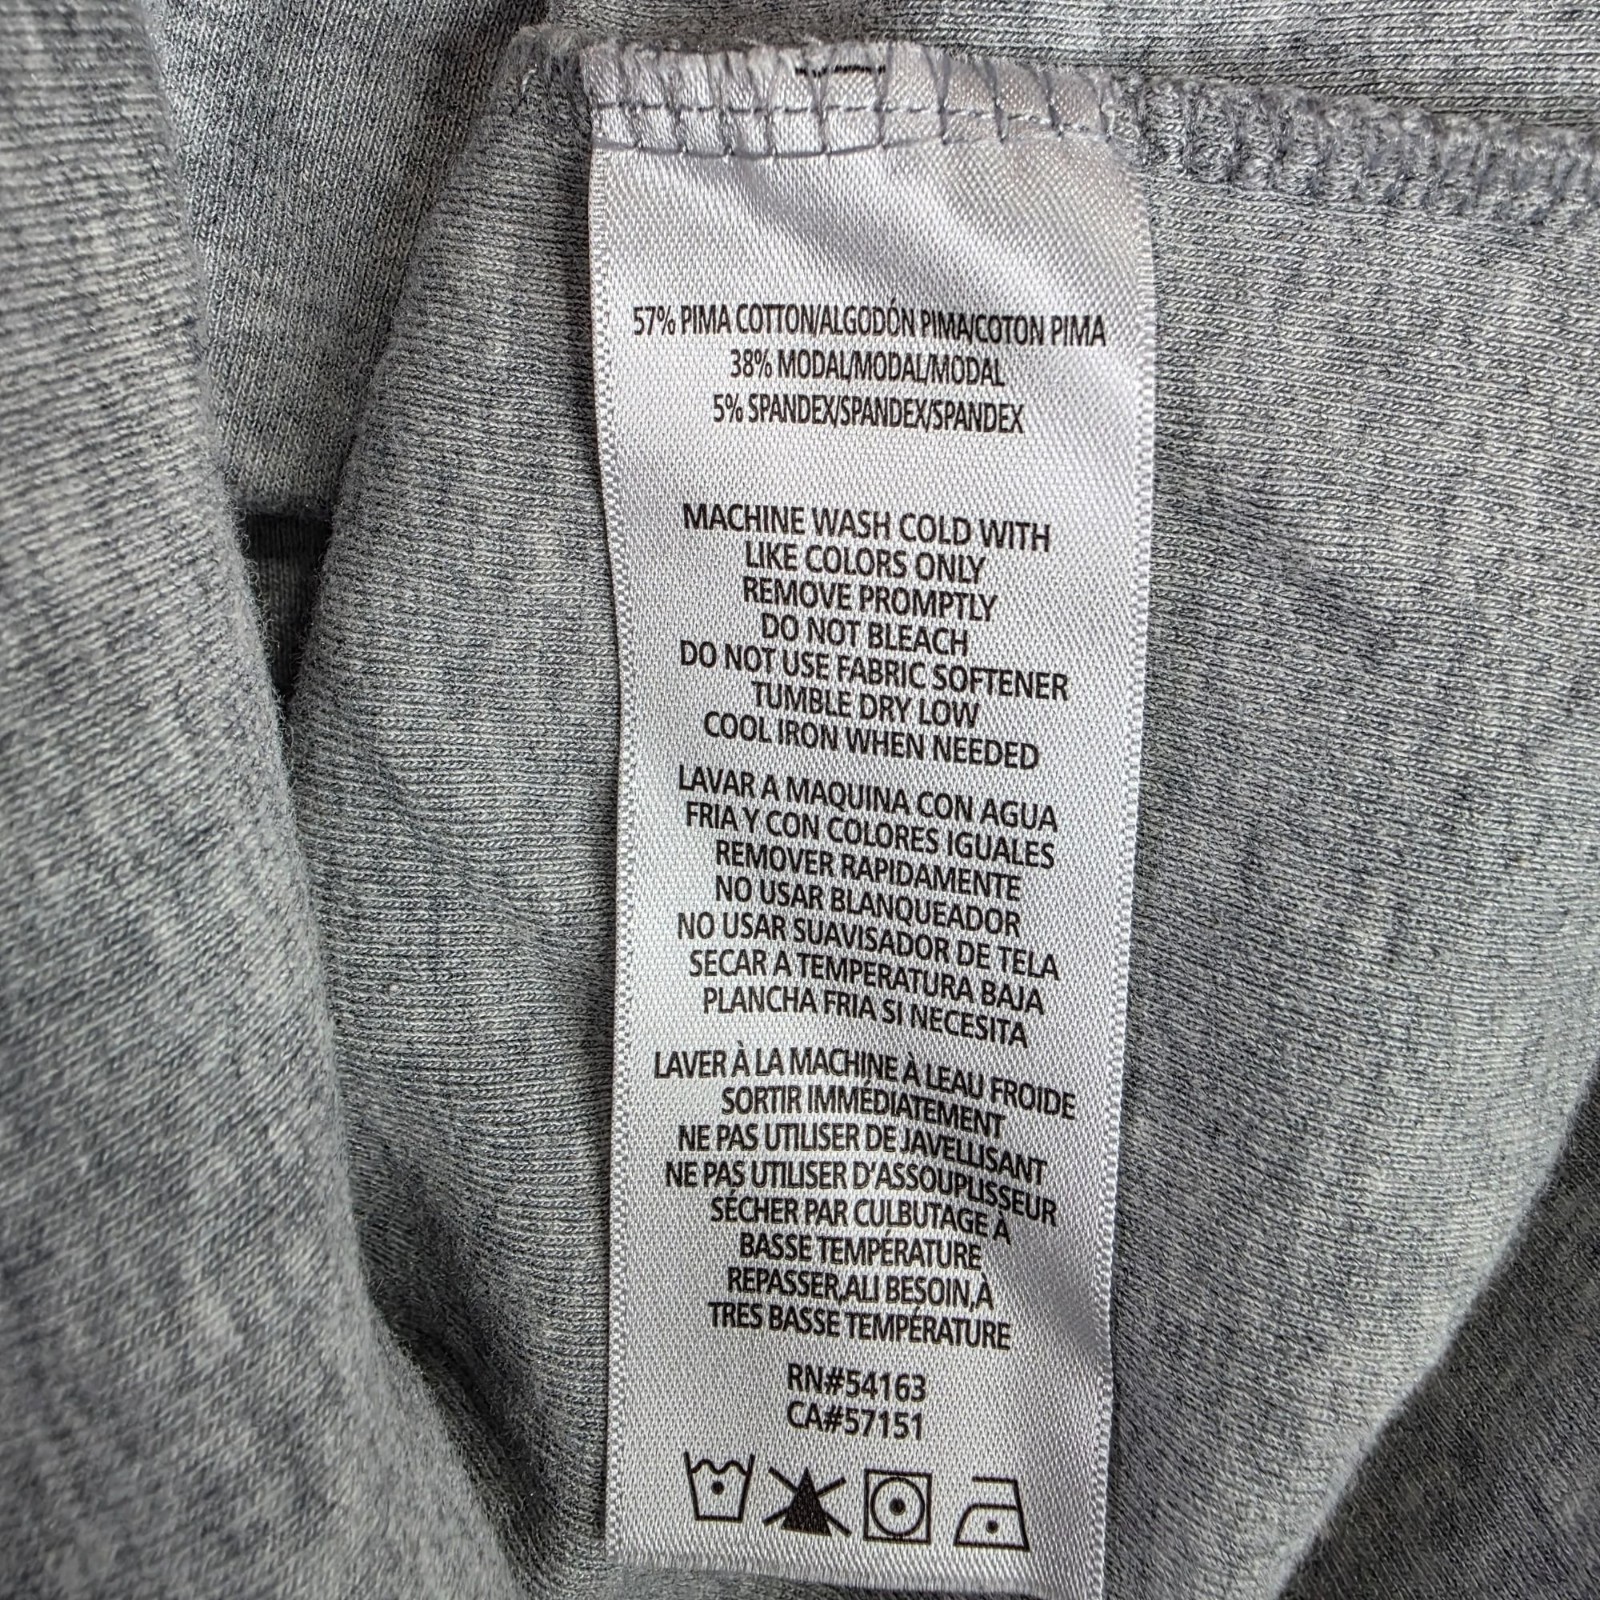 57% PIMA COTTON/ALGODÓN PIMA/COTON PIMA
38% MODAL/MODAL/MODAL
5% SPANDEX/SPANDEX/SPANDEX
MACHINE WASH COLD WITH
LIKE COLORS ONLY
REMOVE PROMPTLY
DO NOT BLEACH
DO NOT USE FABRIC SOFTENER
TUMBLE DRY LOW
COOL IRON WHEN NEEDED
LAVAR A MAQUINA CON AGUA
FRIA Y CON COLORES IGUALES
REMOVER RAPIDAMENTE
NO USAR BLANQUEADOR
NO USAR SUAVISADOR DE TELA
SECAR A TEMPERATURA BAJA
PLANCHA FRIA SI NECESITA
LAVER À LA MACHINE À LEAU FROIDE
SORTIR IMMÉDIATEMENT
NE PAS UTILISER DE JAVELLISANT
NE PAS UTILISER D'ASSOUPLISSEUR
SÉCHER PAR CULBUTAGE À
BASSE TEMPÉRATURE
REPASSER,ALI BESOIN,À
TRES BASSE TEMPÉRATURE
RN#54163
CA#57151